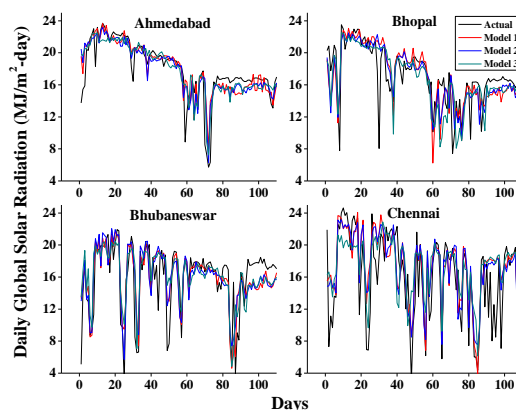 Daily Global Solar Radiation (MJ/m²-day)
Ahmedabad
24
20
16
12
8
4
0 20 40 60 80 100
Bhopal
Actual
Model 1
Model 2
Model 3
24
20
16
12
8
4
0 20 40 60 80 100
Bhubaneswar
24
20
16
12
8
4
0 20 40 60 80 100
Chennai
24
20
16
12
8
4
0 20 40 60 80 100
Days